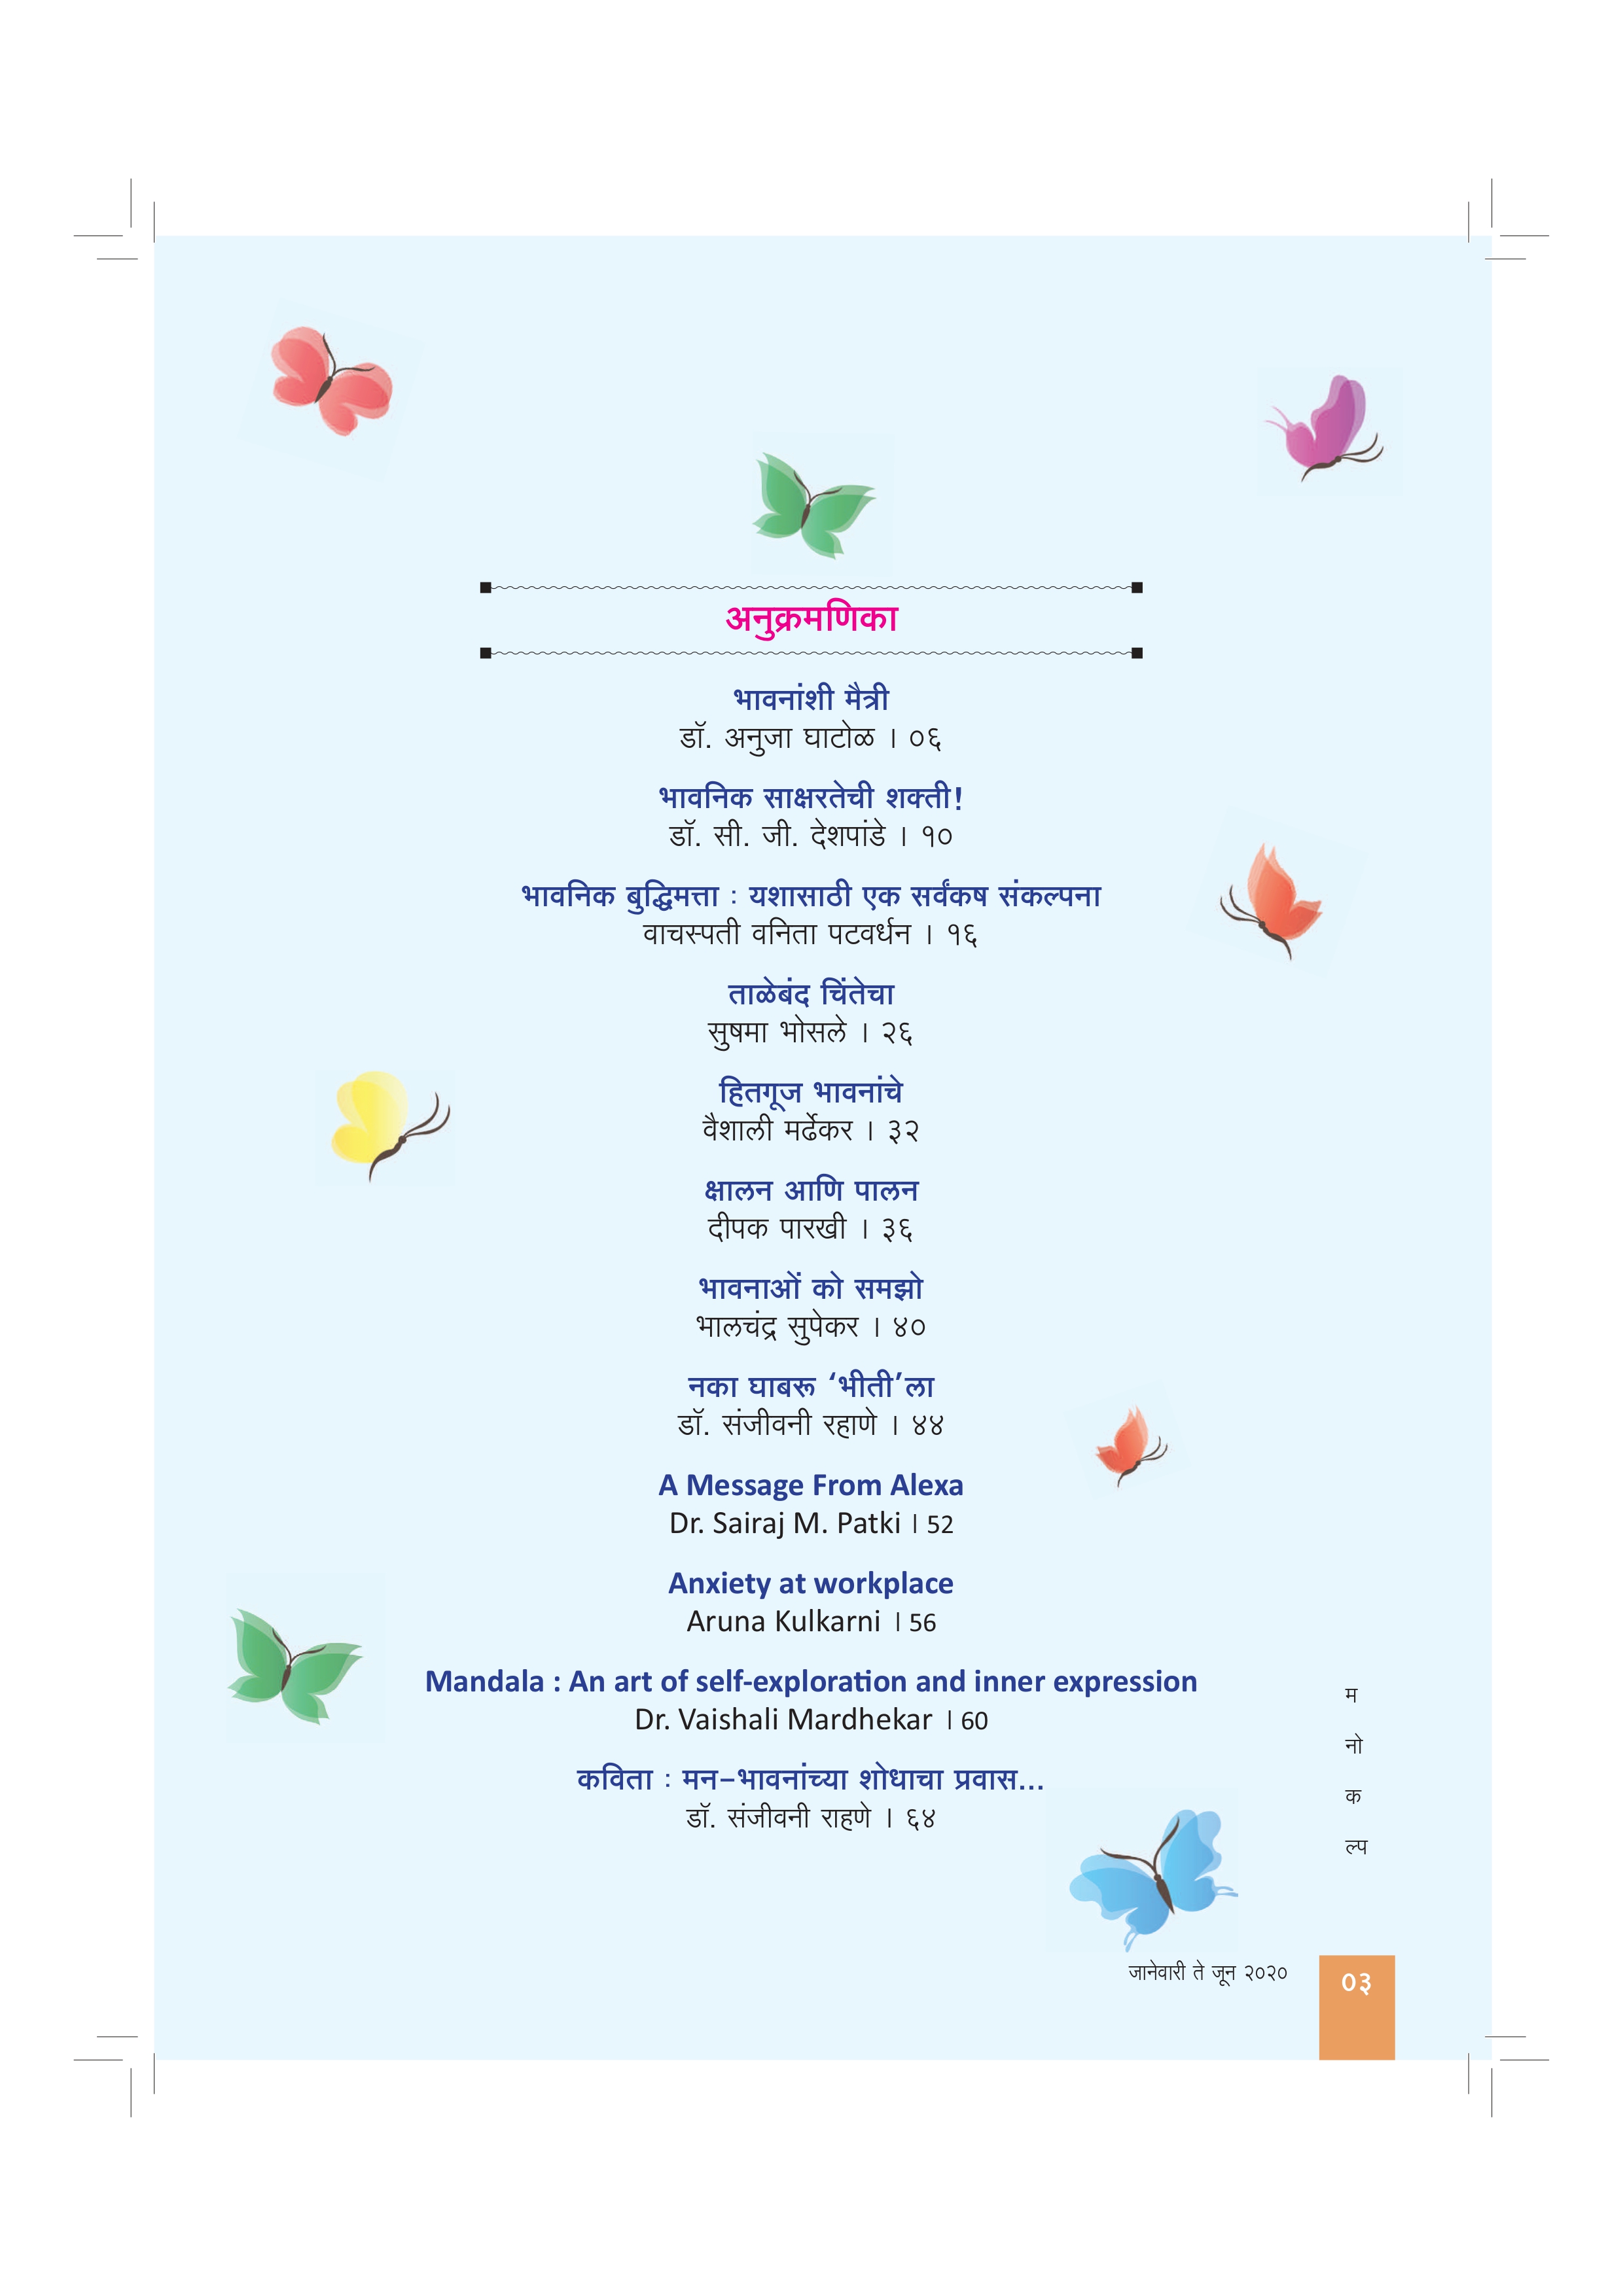 अनुक्रमणिका
भावनांशी मैत्री
डॉ. अनुजा घाटोळ । ०६
भावनिक साक्षरतेची शक्ती!
डॉ. सी. जी. देशपांडे । १०
भावनिक बुद्धिमत्ता : यशासाठी एक सर्वंकष संकल्पना
वाचस्पती वनिता पटवर्धन । १६
ताळेबंद चिंतेचा
सुषमा भोसले । २६
हितगूज भावनांचे
वैशाली मर्ढेकर । ३२
क्षालन आणि पालन
दीपक पारखी । ३६
भावनाओं को समझो
भालचंद्र सुपेकर । ४०
नका घाबरू ‘भीती’ला
डॉ. संजीवनी रहाणे । ४४
A Message From Alexa
Dr. Sairaj M. Patki । 52
Anxiety at workplace
Aruna Kulkarni । 56
Mandala : An art of self-exploration and inner expression
Dr. Vaishali Mardhekar । 60
कविता : मन-भावनांच्या शोधाचा प्रवास...
डॉ. संजीवनी राहणे । ६४
म
नो
क
ल्प
जानेवारी ते जून २०२०
०३